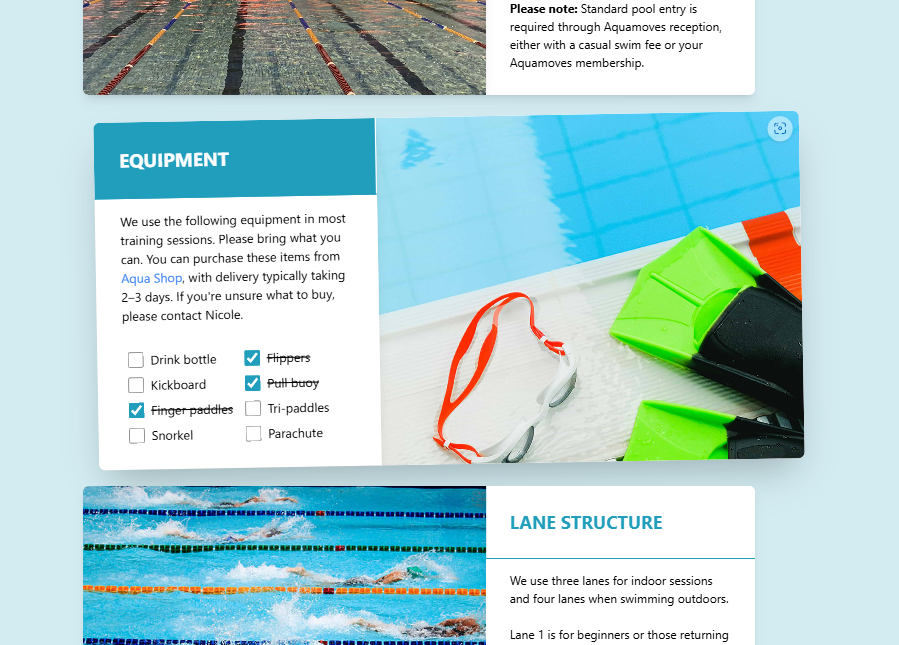 Please note: Standard pool entry is
required through Aquamoves reception,
either with a casual swim fee or your
Aquamoves membership.
EQUIPMENT
We use the following equipment in most
training sessions. Please bring what you
can. You can purchase these items from
Aqua Shop, with delivery typically taking
2–3 days. If you're unsure what to buy,
please contact Nicole.
Drink bottle
Kickboard
Finger paddles
Snorkel
Flippers
Pull buoy
Tri-paddles
Parachute
LANE STRUCTURE
We use three lanes for indoor sessions
and four lanes when swimming outdoors.
Lane 1 is for beginners or those returning